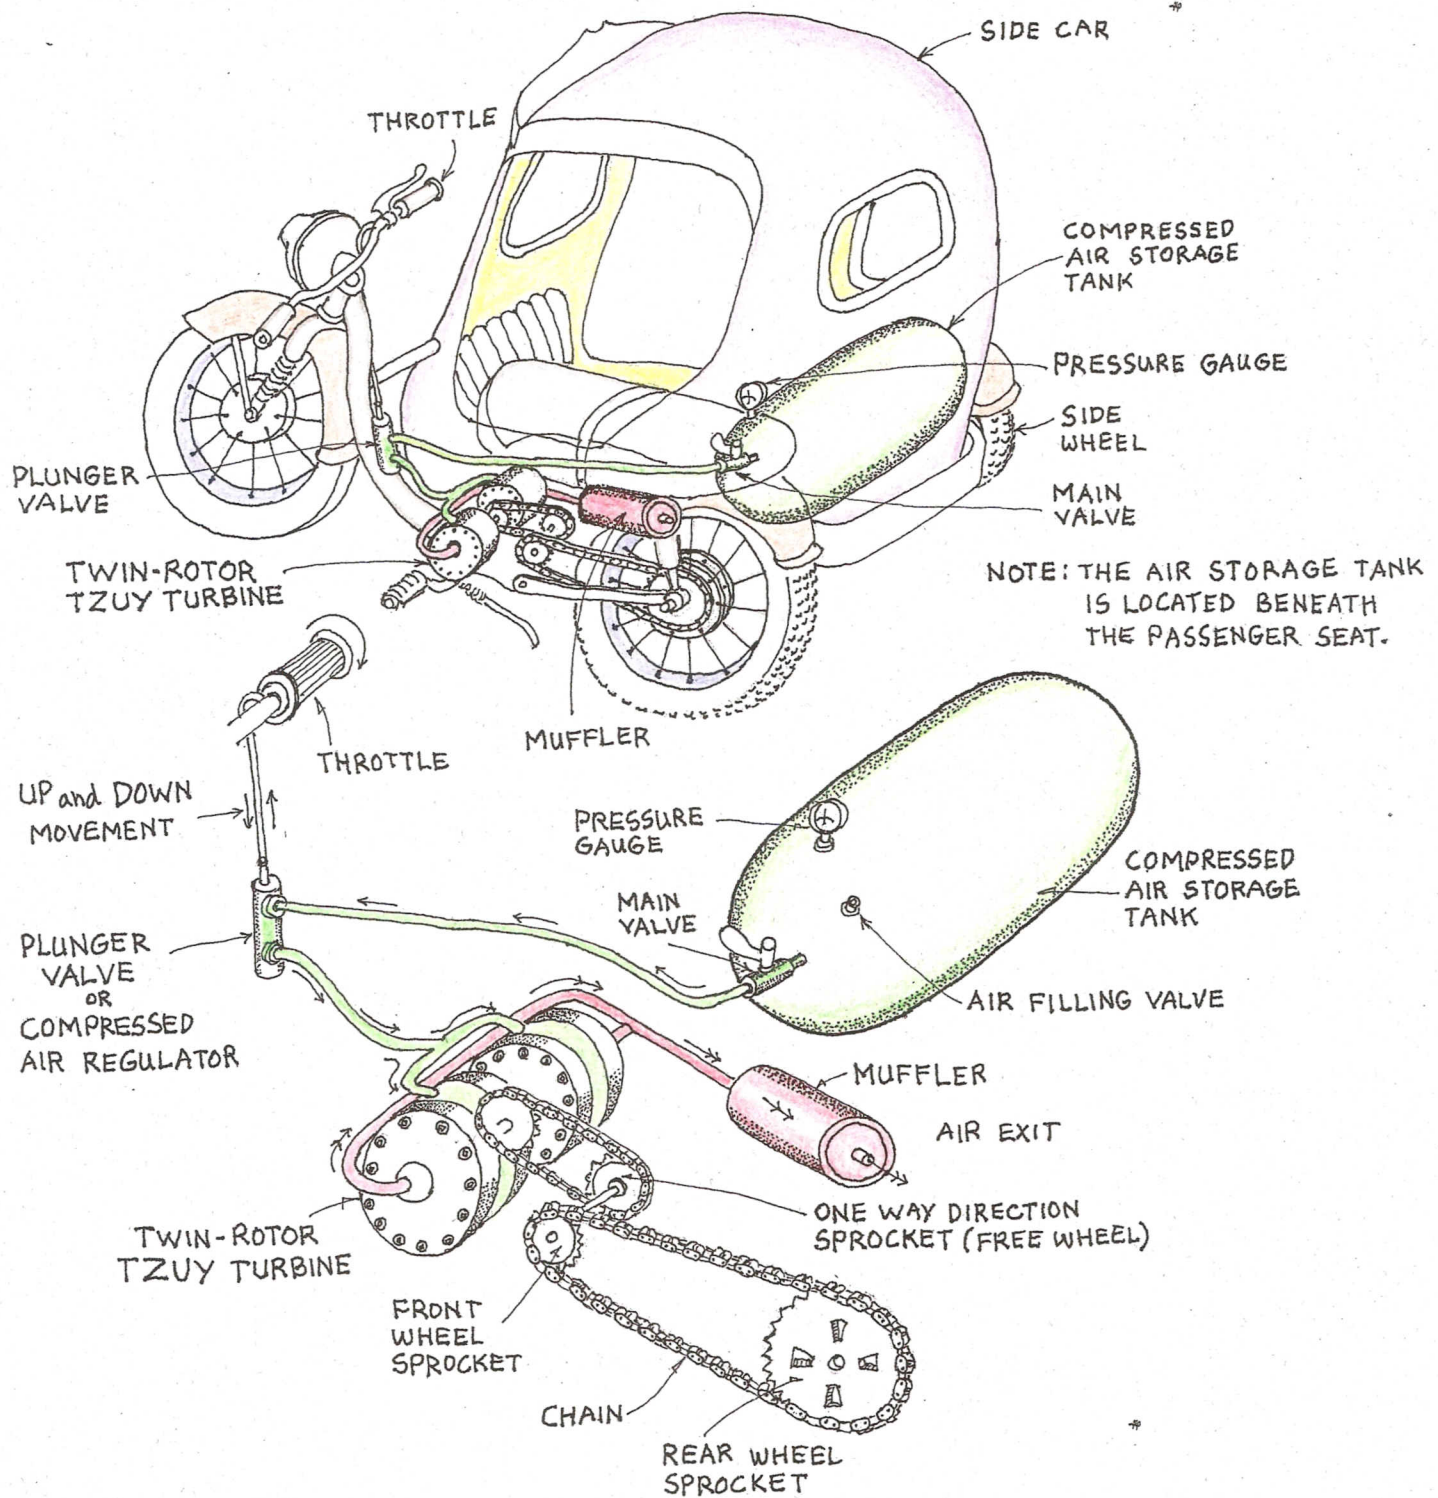 SIDE CAR
THROTTLE
COMPRESSED
AIR STORAGE
TANK
PRESSURE GAUGE
SIDE
WHEEL
MAIN
VALVE
PLUNGER
VALVE
TWIN-ROTOR
TZUY TURBINE
NOTE: THE AIR STORAGE TANK
IS LOCATED BENEATH
THE PASSENGER SEAT.
MUFFLER
THROTTLE
UP and DOWN
MOVEMENT
PRESSURE
GAUGE
COMPRESSED
AIR STORAGE
TANK
MAIN
VALVE
PLUNGER
VALVE
OR
COMPRESSED
AIR REGULATOR
AIR FILLING VALVE
MUFFLER
AIR EXIT
ONE WAY DIRECTION
SPROCKET (FREE WHEEL)
TWIN-ROTOR
TZUY TURBINE
FRONT
WHEEL
SPROCKET
CHAIN
REAR WHEEL
SPROCKET